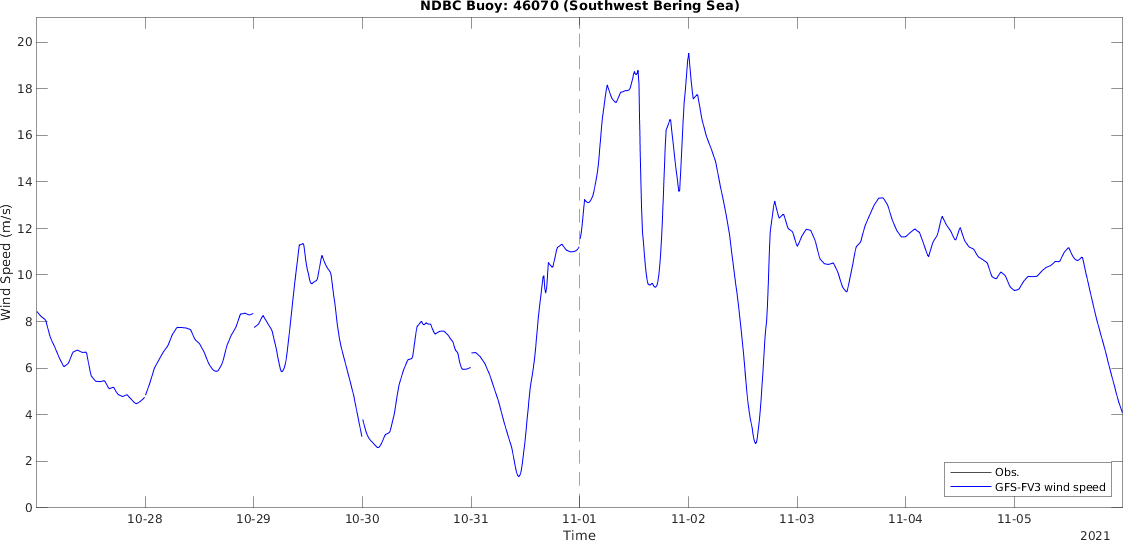 NDBC Buoy: 46070 (Southwest Bering Sea)
20
18
16
14
12
10
8
6
4
2
0
Wind Speed (m/s)
Obs.
GFS-FV3 wind speed
10-28 10-29 10-30 10-31 11-01 11-02 11-03 11-04 11-05
Time
2021